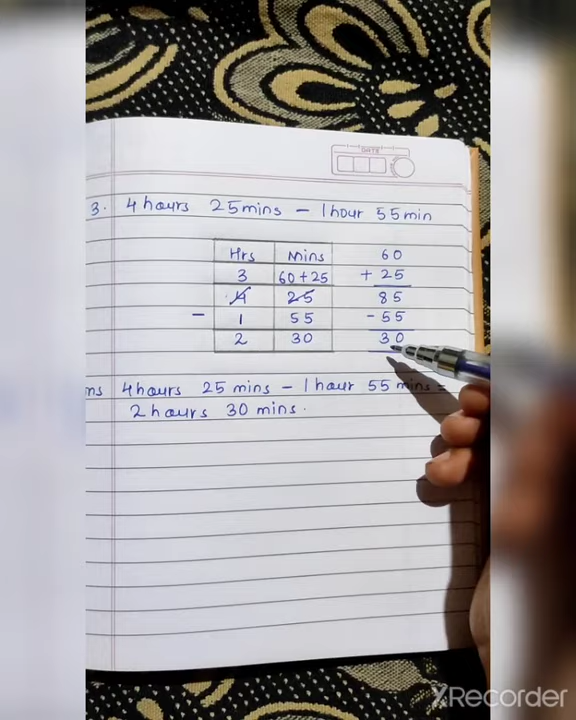 DATE
3. 4 hours 25 mins - 1 hour 55 min
Hrs Mins 60
3 60+25 + 25
4 25 85
- 1 55 - 55
2 30 30
ns 4 hours 25 mins - 1 hour 55 mins =
2 hours 30 mins.
XRecorder